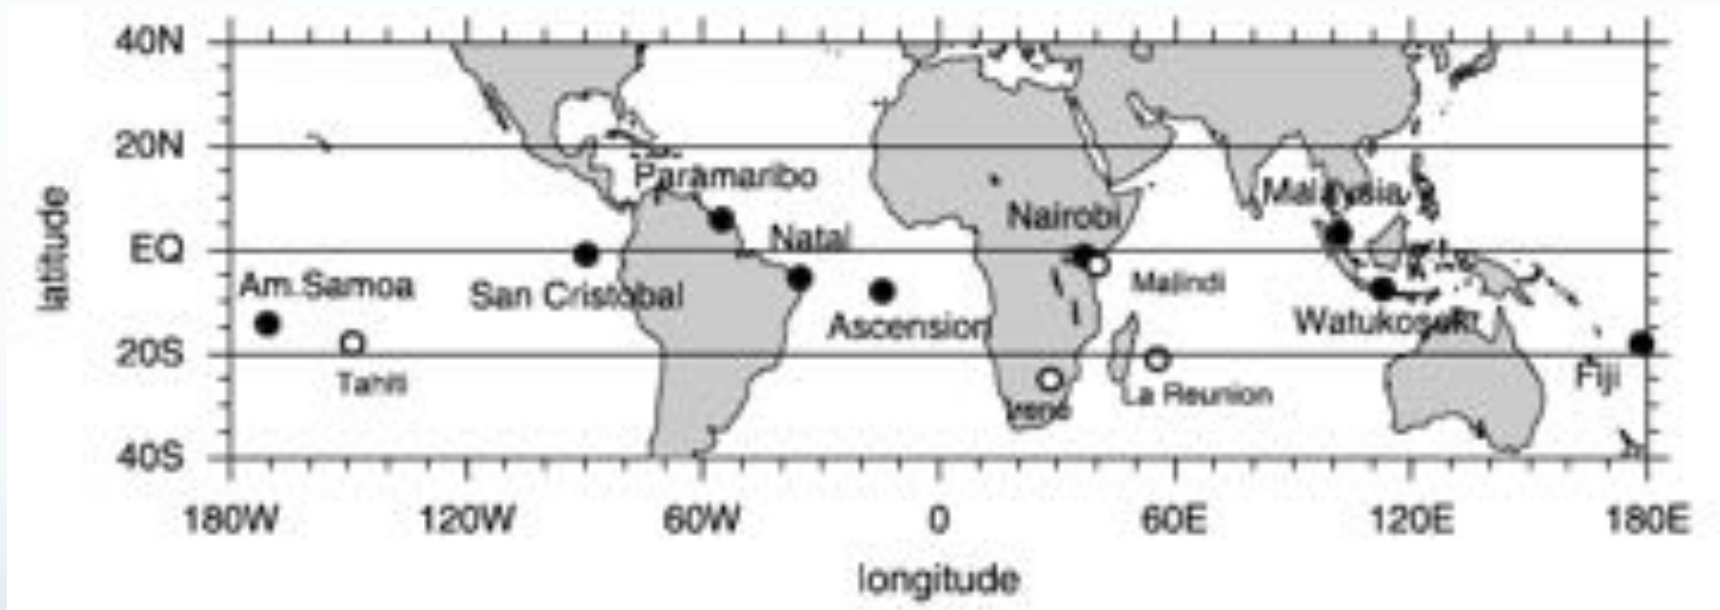 40N
20N
Paramaribo
Malaysia
Nairobi
Natal
EQ
Am.Samoa
San Cristobal
Malindi
Ascension
Watukosek
20S
Tahiti
Irene
La Reunion
Fiji
40S
180W
120W
60W
0
60E
120E
180E
longitude
latitude